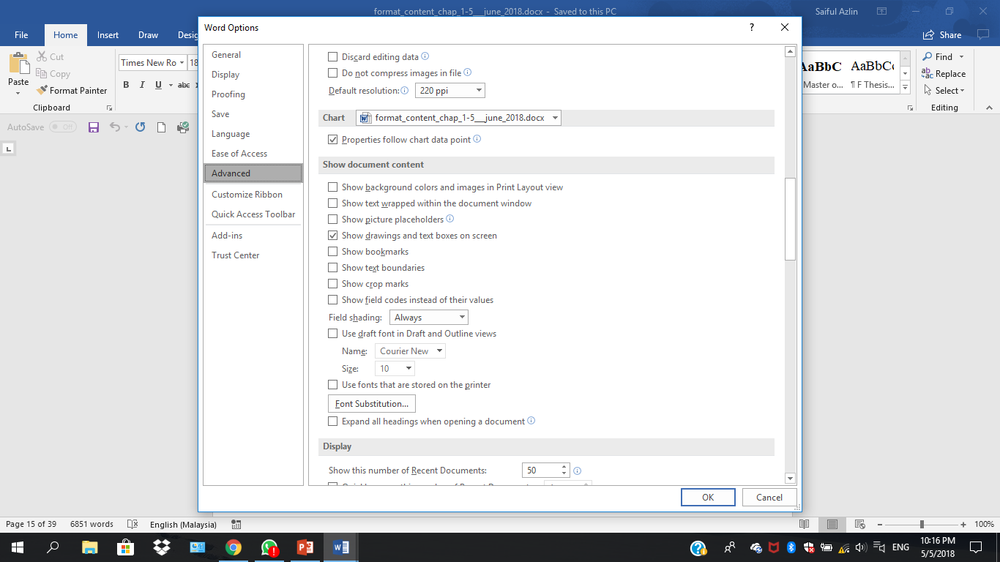 format_content_chap_1-5___june_2018.docx - Saved to this PC
Saiful Azlin
Word Options
?
File Home Insert Draw Desig
Share
Cut
Copy
Paste
Format Painter
Clipboard
Times New Ro 18
B I U abc x
AaBbC AaBbCc
Master o... ¶ F Thesis...
Find
Replace
Select
Editing
AutoSave Off
General
Display
Proofing
Save
Language
Ease of Access
Advanced
Customize Ribbon
Quick Access Toolbar
Add-ins
Trust Center
Discard editing data
Do not compress images in file
Default resolution: 220 ppi
Chart format_content_chap_1-5___june_2018.docx
Properties follow chart data point
Show document content
Show background colors and images in Print Layout view
Show text wrapped within the document window
Show picture placeholders
Show drawings and text boxes on screen
Show bookmarks
Show text boundaries
Show crop marks
Show field codes instead of their values
Field shading: Always
Use draft font in Draft and Outline views
Name: Courier New
Size: 10
Use fonts that are stored on the printer
Font Substitution...
Expand all headings when opening a document
Display
Show this number of Recent Documents: 50
OK Cancel
Page 15 of 39 6851 words English (Malaysia)
100%
ENG
10:16 PM
5/5/2018